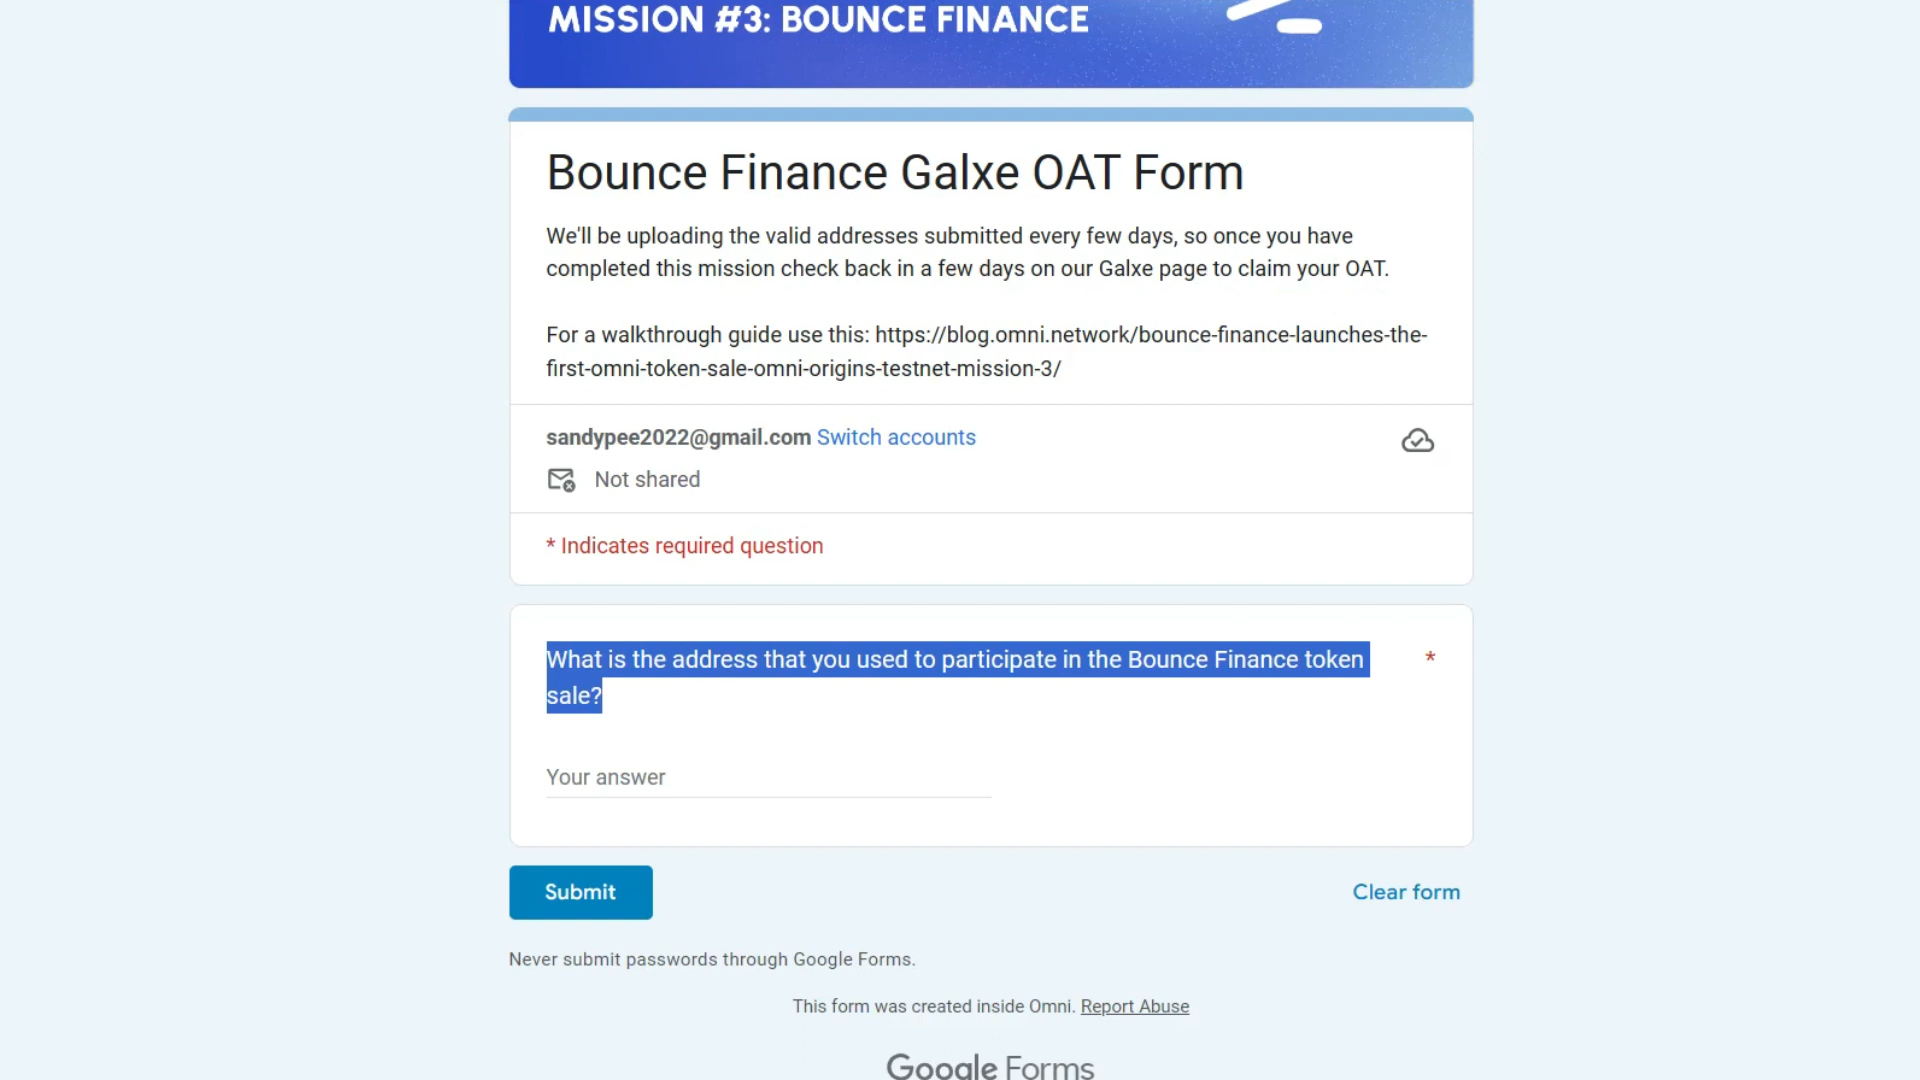 MISSION #3: BOUNCE FINANCE
Bounce Finance Galxe OAT Form
We'll be uploading the valid addresses submitted every few days, so once you have
completed this mission check back in a few days on our Galxe page to claim your OAT.
For a walkthrough guide use this: https://blog.omni.network/bounce-finance-launches-the-
first-omni-token-sale-omni-origins-testnet-mission-3/
sandypee2022@gmail.com Switch accounts
Not shared
* Indicates required question
What is the address that you used to participate in the Bounce Finance token *
sale?
Your answer
Submit
Clear form
Never submit passwords through Google Forms.
This form was created inside Omni. Report Abuse
Google Forms